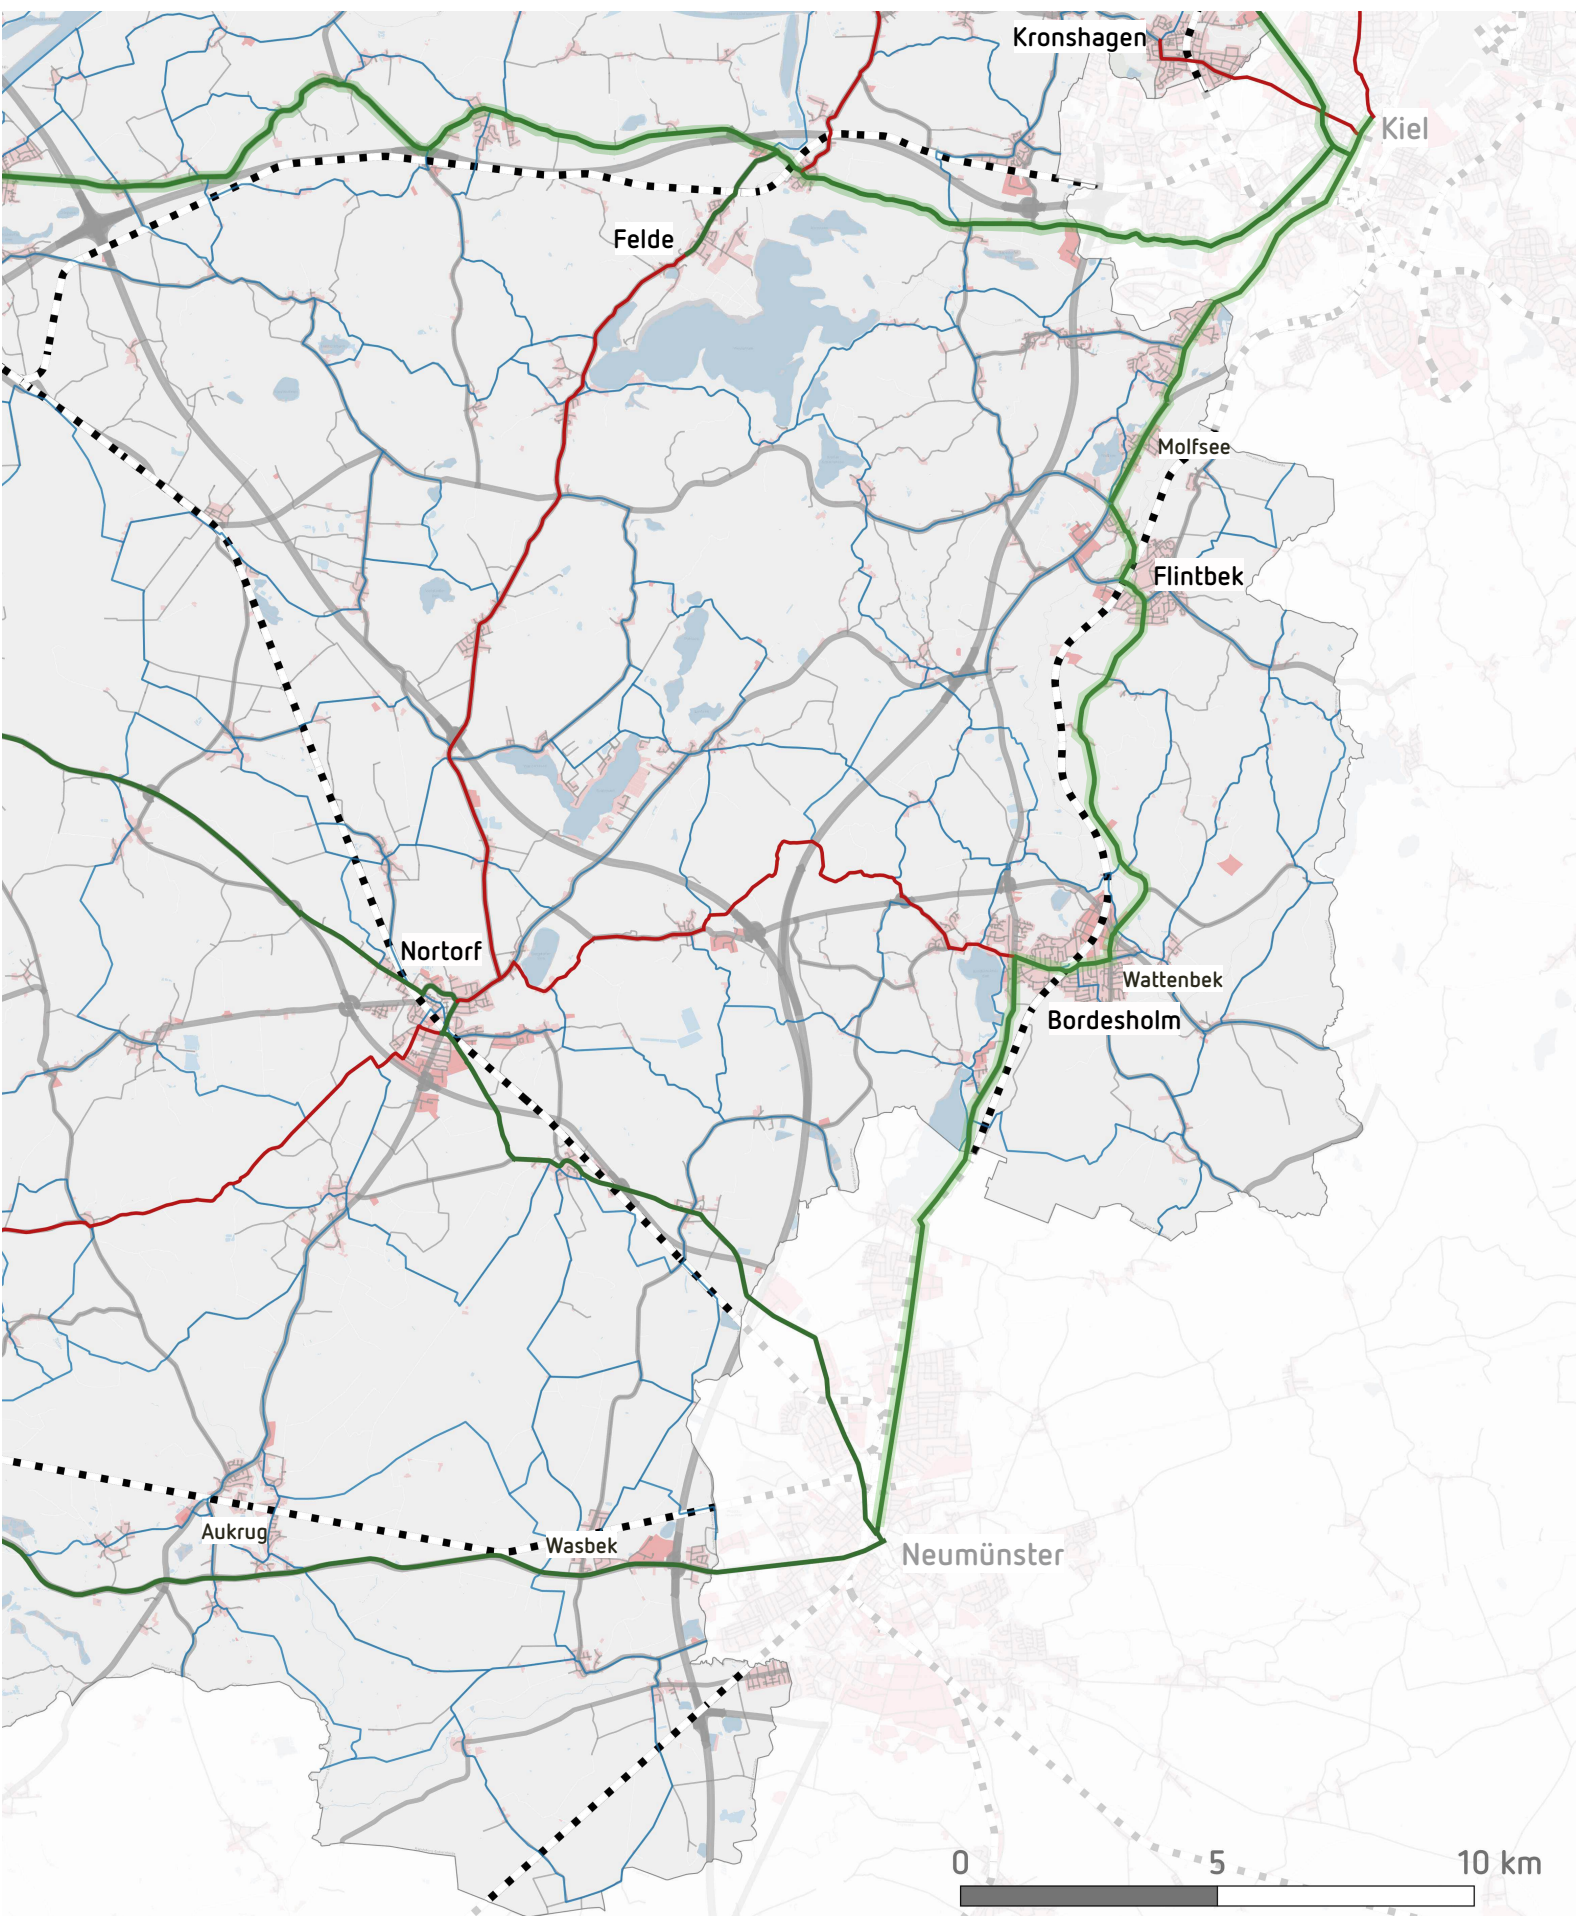 Kronshagen
Kiel
Felde
Molfsee
Flintbek
Nortorf
Wattenbek
Bordesholm
Aukrug
Wasbek
Neumünster
0 5 10 km